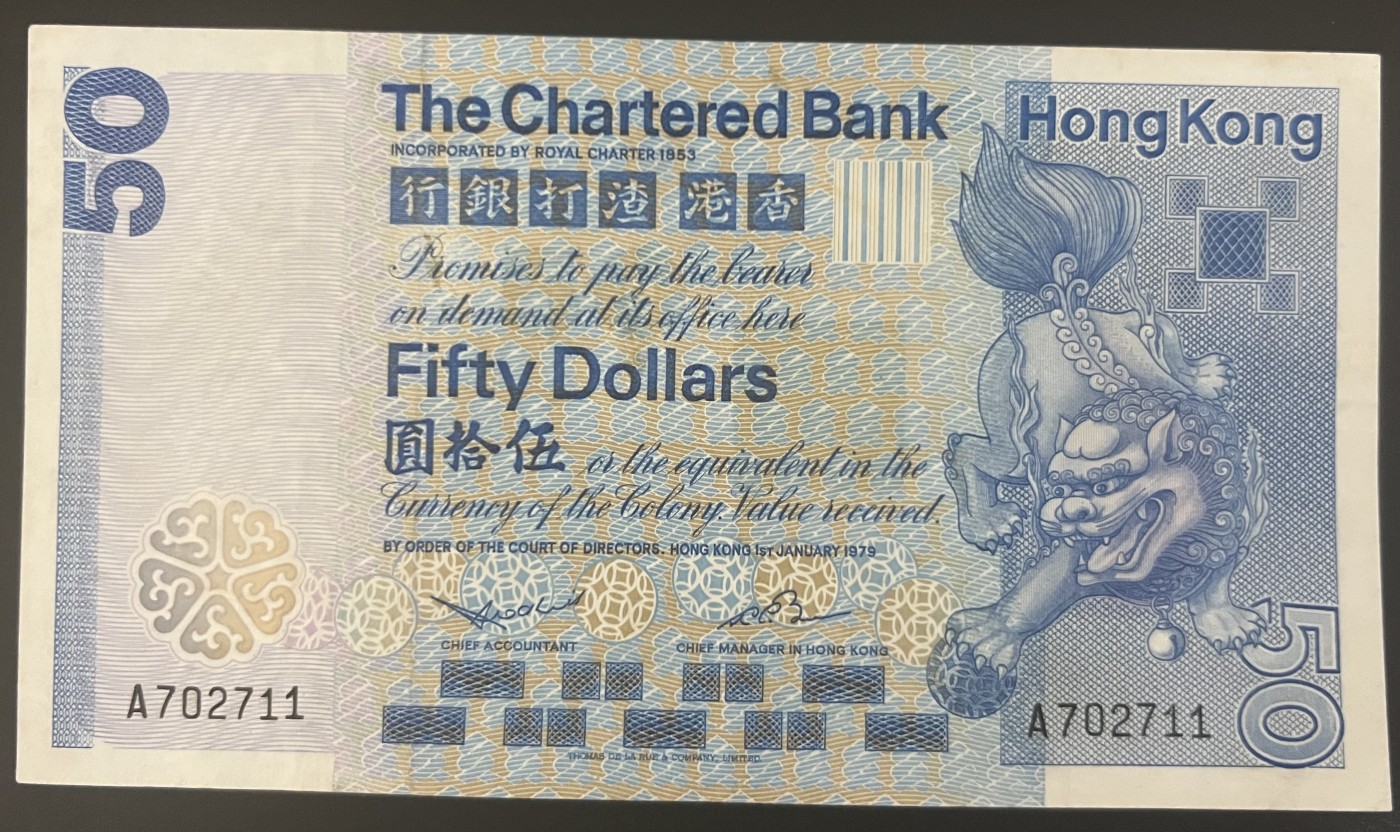 50
The Chartered Bank
Hong Kong
INCORPORATED BY ROYAL CHARTER 1853
行銀打渣 港香
Promises to pay the bearer
on demand at its office here
Fifty Dollars
圓拾伍 or the equivalent in the
Currency of the Colony. Value received.
BY ORDER OF THE COURT OF DIRECTORS. HONG KONG 1ST JANUARY 1979
CHIEF ACCOUNTANT
CHIEF MANAGER IN HONG KONG
A702711
A702711
50
THOMAS DE LA RUE & COMPANY, LIMITED.